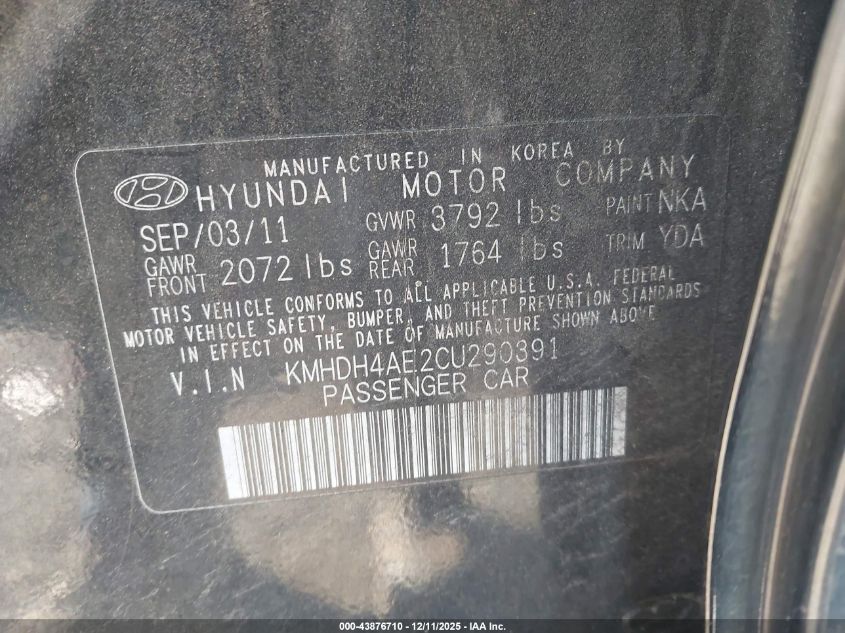 MANUFACTURED IN KOREA BY
HYUNDAI MOTOR COMPANY
SEP/03/11 GVWR 3792 lbs PAINT NKA
GAWR FRONT 2072 lbs GAWR REAR 1764 lbs TRIM YDA
THIS VEHICLE CONFORMS TO ALL APPLICABLE U.S.A. FEDERAL
MOTOR VEHICLE SAFETY, BUMPER, AND THEFT PREVENTION STANDARDS
IN EFFECT ON THE DATE OF MANUFACTURE SHOWN ABOVE
V.I.N KMHDH4AE2CU290391
PASSENGER CAR
000-43876710 - 12/11/2025 - IAA Inc.